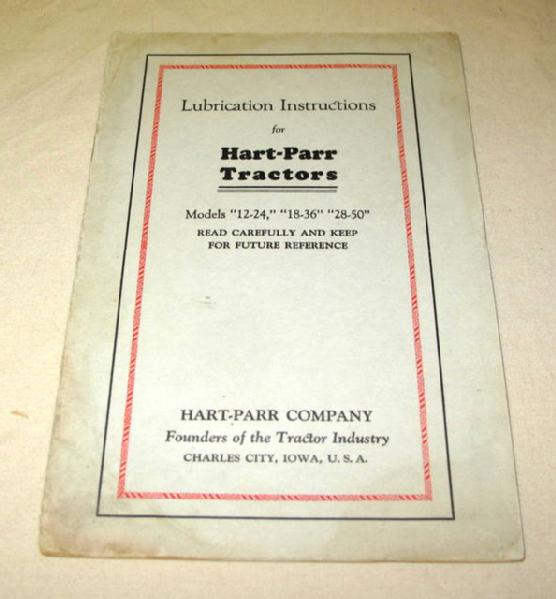 Lubrication Instructions
for
Hart-Parr
Tractors
Models "12-24," "18-36" "28-50"
READ CAREFULLY AND KEEP
FOR FUTURE REFERENCE
HART-PARR COMPANY
Founders of the Tractor Industry
CHARLES CITY, IOWA, U. S. A.